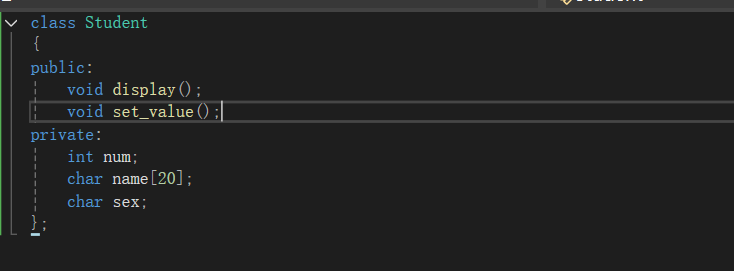 class Student
{
public:
void display();
void set_value();
private:
int num;
char name[20];
char sex;
};